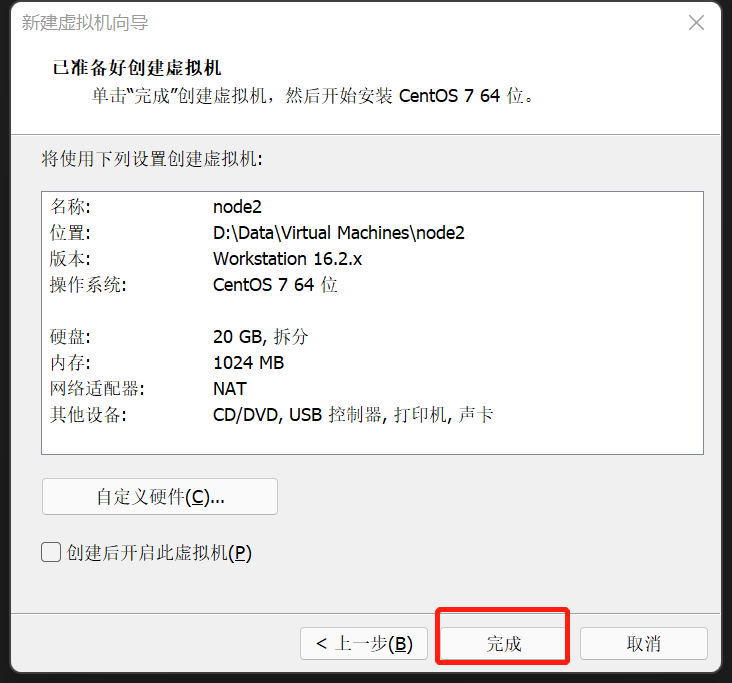 新建虚拟机向导
已准备好创建虚拟机
单击“完成”创建虚拟机，然后开始安装 CentOS 7 64 位。
将使用下列设置创建虚拟机:
名称: node2
位置: D:\Data\Virtual Machines\node2
版本: Workstation 16.2.x
操作系统: CentOS 7 64 位
硬盘: 20 GB, 拆分
内存: 1024 MB
网络适配器: NAT
其他设备: CD/DVD, USB 控制器, 打印机, 声卡
自定义硬件(C)...
创建后开启此虚拟机(P)
< 上一步(B) 完成 取消